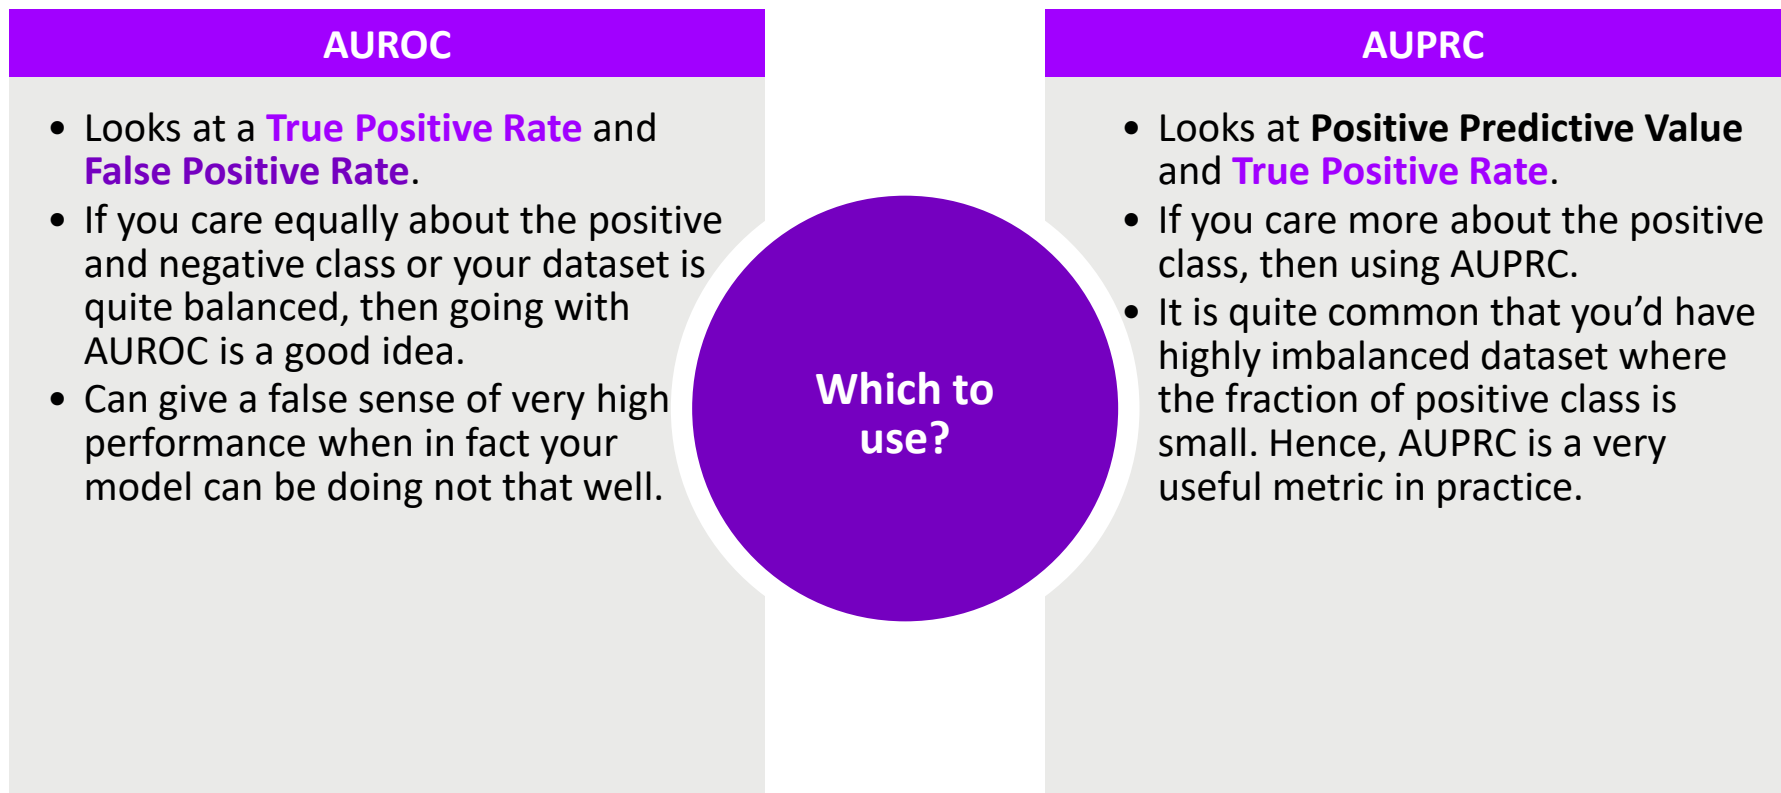 AUROC
• Looks at a True Positive Rate and
False Positive Rate.
• If you care equally about the positive
and negative class or your dataset is
quite balanced, then going with
AUROC is a good idea.
• Can give a false sense of very high
performance when in fact your
model can be doing not that well.
Which to
use?
AUPRC
• Looks at Positive Predictive Value
and True Positive Rate.
• If you care more about the positive
class, then using AUPRC.
• It is quite common that you’d have
highly imbalanced dataset where
the fraction of positive class is
small. Hence, AUPRC is a very
useful metric in practice.